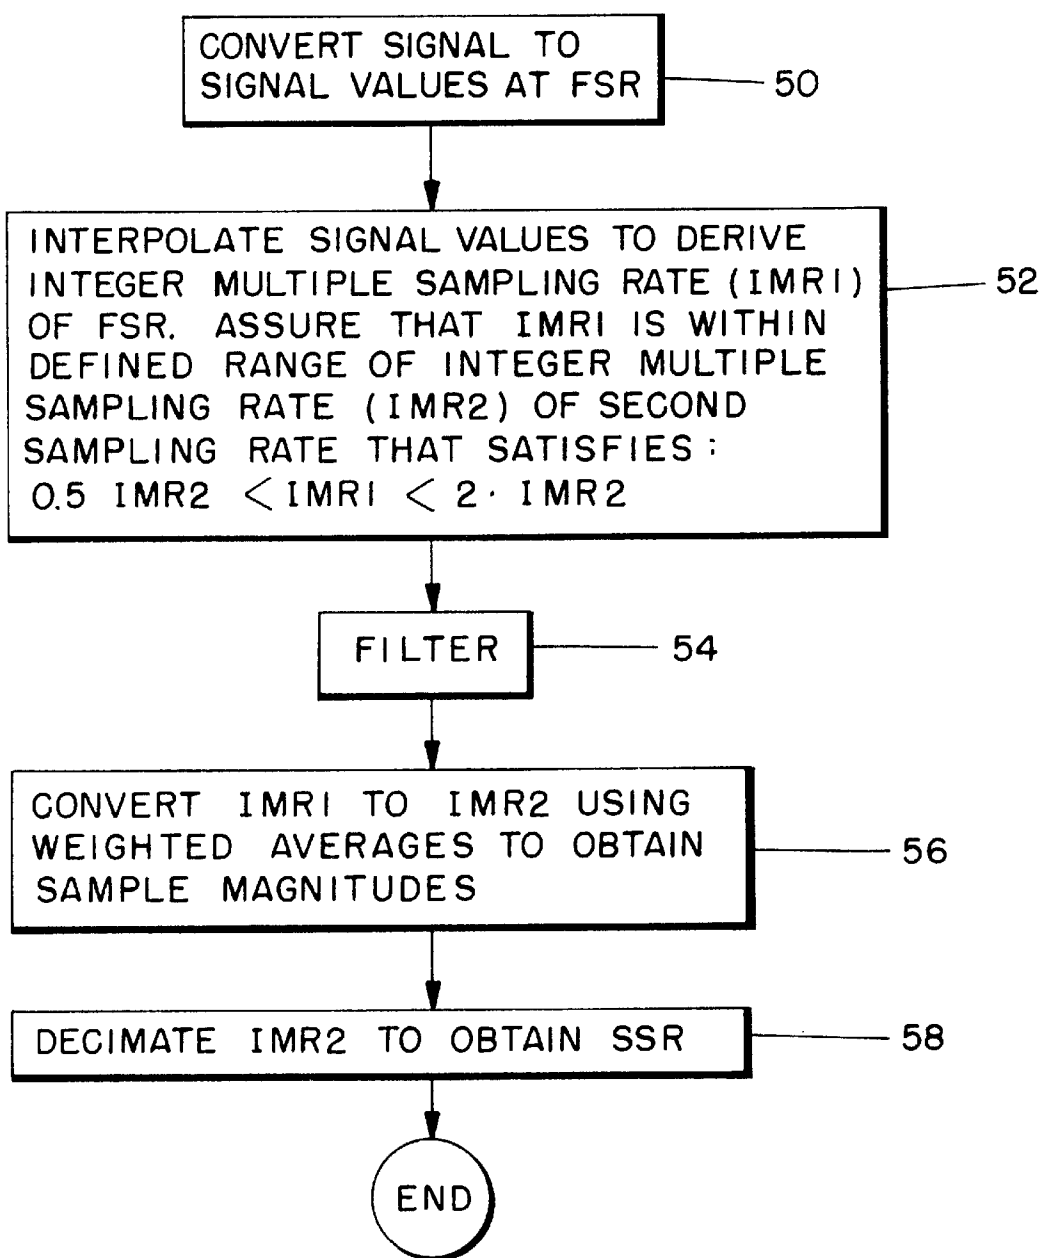 CONVERT SIGNAL TO
SIGNAL VALUES AT FSR
50
INTERPOLATE SIGNAL VALUES TO DERIVE
INTEGER MULTIPLE SAMPLING RATE (IMR1)
OF FSR. ASSURE THAT IMR1 IS WITHIN
DEFINED RANGE OF INTEGER MULTIPLE
SAMPLING RATE (IMR2) OF SECOND
SAMPLING RATE THAT SATISFIES:
0.5 IMR2 < IMR1 < 2· IMR2
52
FILTER
54
CONVERT IMR1 TO IMR2 USING
WEIGHTED AVERAGES TO OBTAIN
SAMPLE MAGNITUDES
56
DECIMATE IMR2 TO OBTAIN SSR
58
END